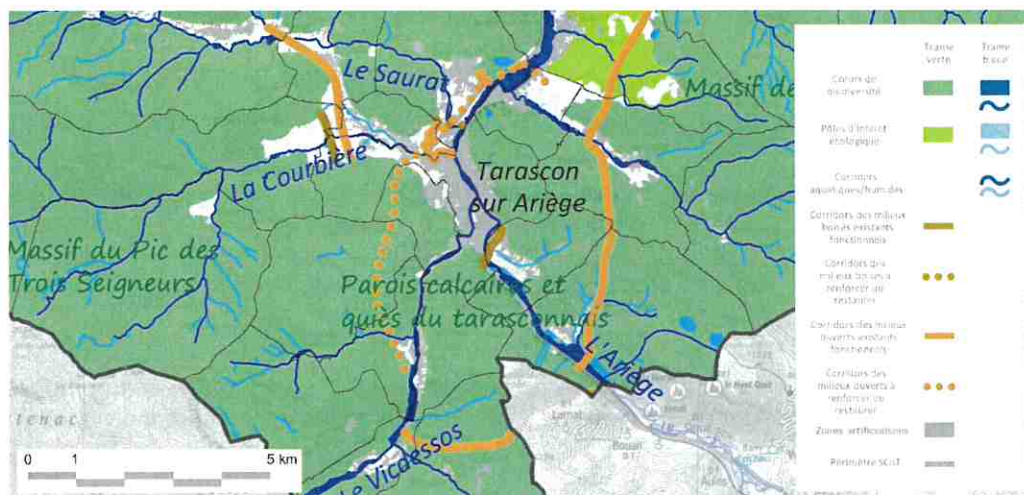 Le Saurat
Massif de
La Courbière
Tarascon
sur Ariège
Massif du Pic des
Trois Seigneurs
Parois calcaires et
quiès du tarasconnais
L'Ariège
Le Vicdessos
0 1 5 km
Trame
verte
Trame
bleue
Pôles d'intérêt
écologique
Corridors
aquatiques/humides
Corridors des milieux
boisés existants
fonctionnels
Corridors des
milieux boisés à
renforcer ou
restaurer
Corridors des milieux
ouverts existants
fonctionnels
Corridors des
milieux ouverts à
renforcer ou
restaurer
Zones artificialisées
Périmètre SCoT